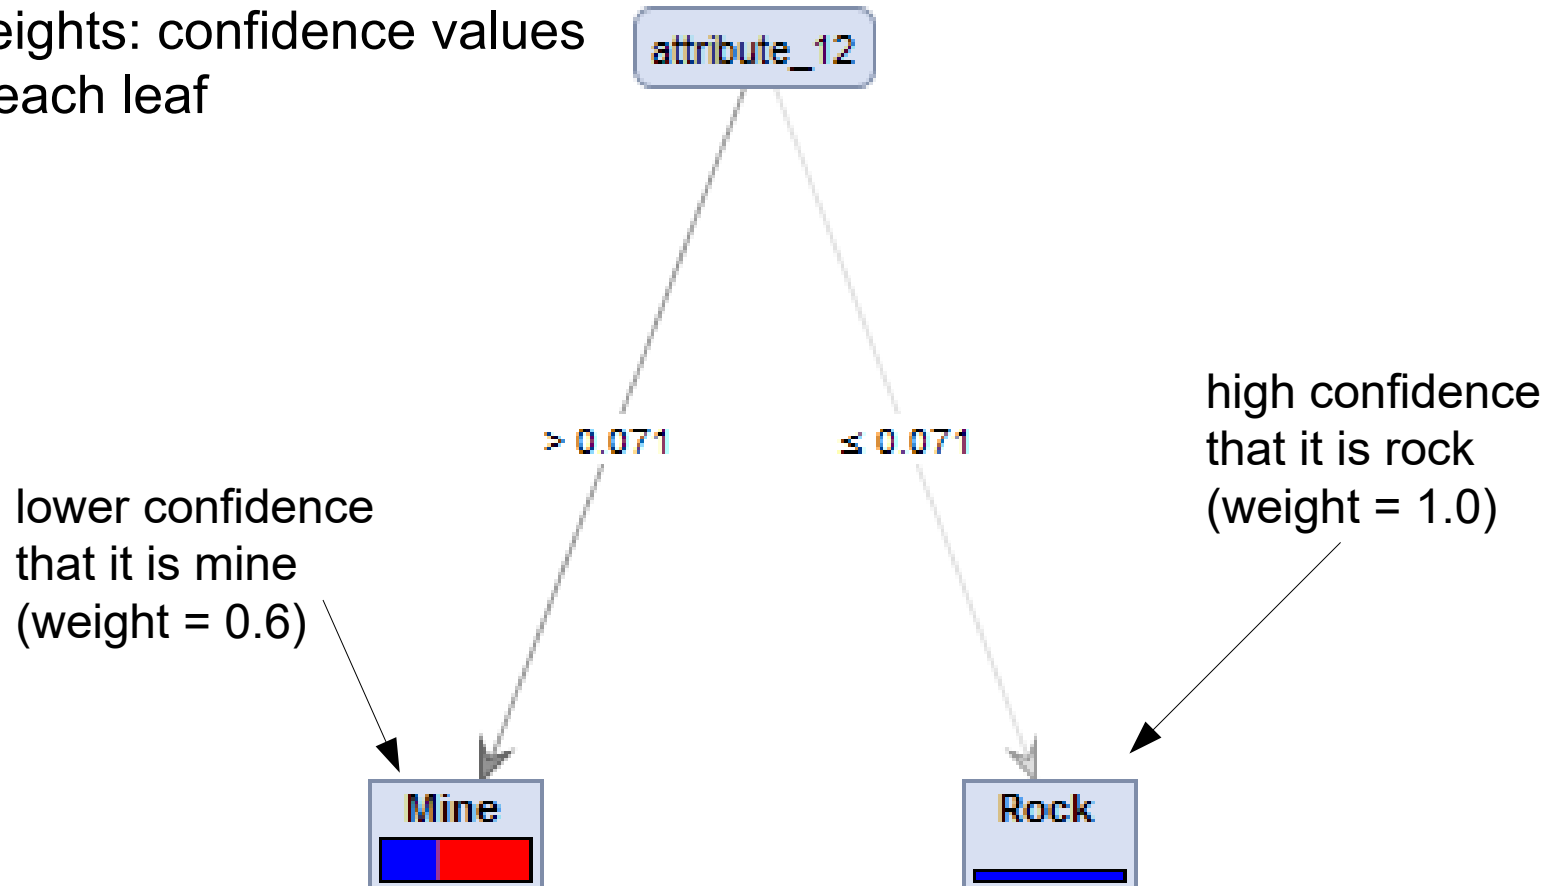 eights: confidence values
each leaf
attribute_12
> 0.071
≤ 0.071
high confidence
that it is rock
(weight = 1.0)
lower confidence
that it is mine
(weight = 0.6)
Mine
Rock